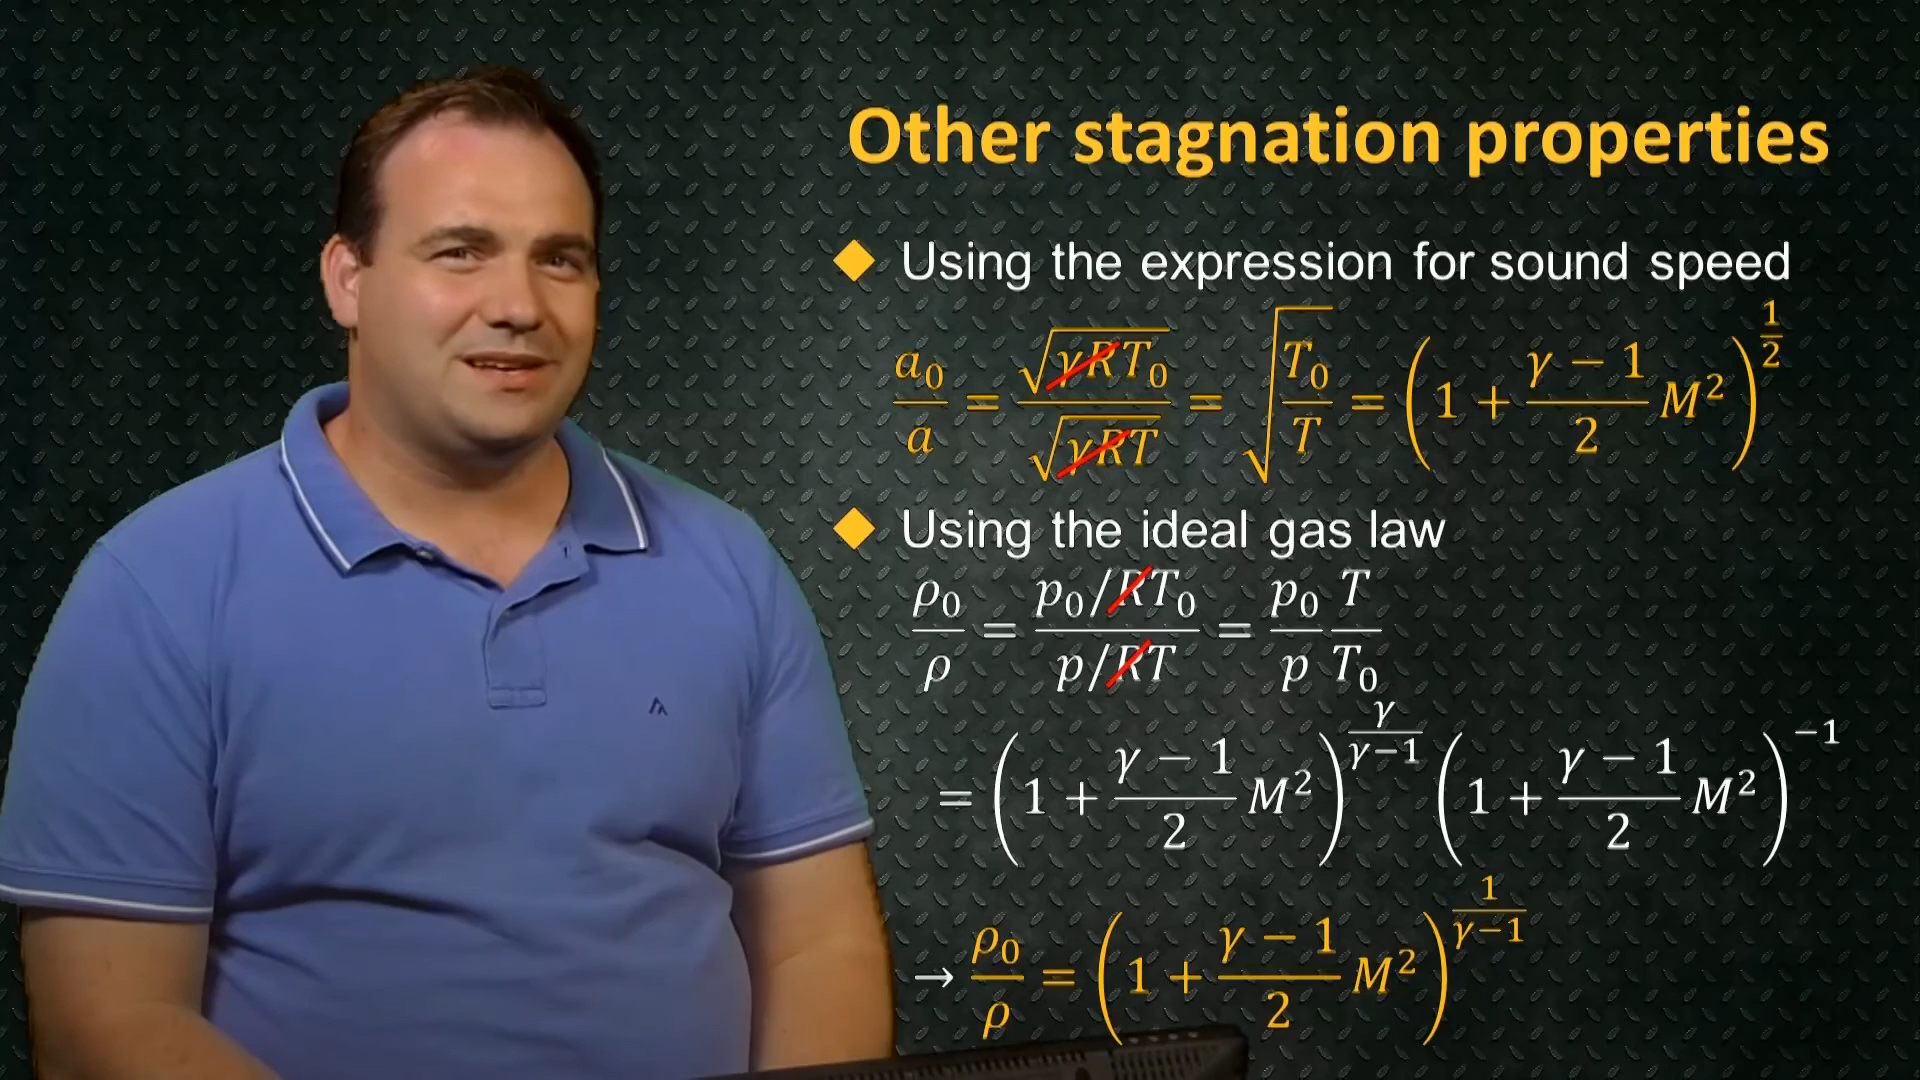 Other stagnation properties
◆ Using the expression for sound speed
a₀/a = √(γRT₀)/√(γRT) = √(T₀/T) = (1 + (γ − 1)/2 M²)^(1/2)
◆ Using the ideal gas law
ρ₀/ρ = (p₀/RT₀)/(p/RT) = p₀/p T/T₀
= (1 + (γ − 1)/2 M²)^(γ/(γ−1)) (1 + (γ − 1)/2 M²)^(−1)
→ ρ₀/ρ = (1 + (γ − 1)/2 M²)^(1/(γ−1))